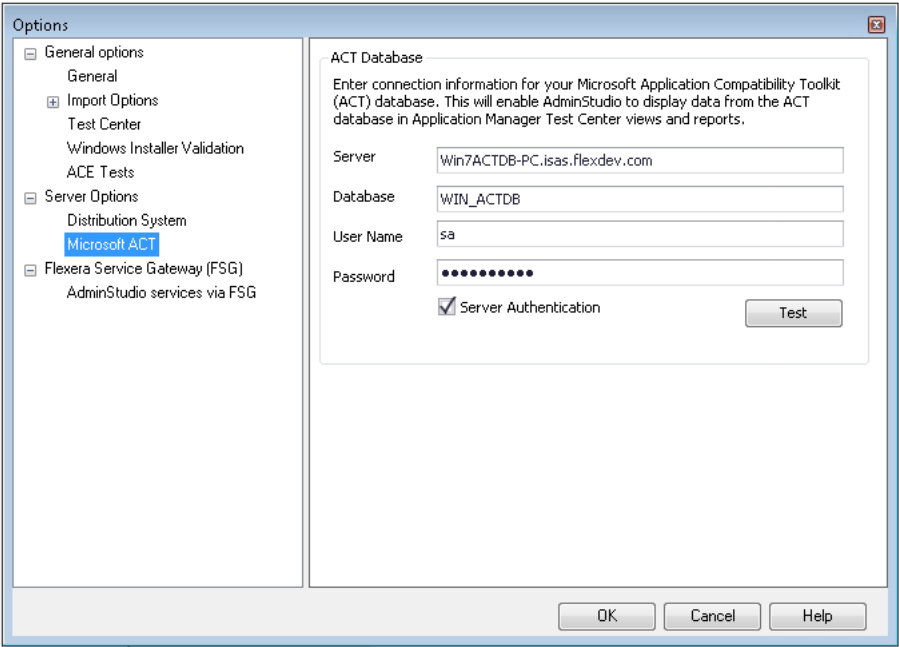 Options
General options
General
Import Options
Test Center
Windows Installer Validation
ACE Tests
Server Options
Distribution System
Microsoft ACT
Flexera Service Gateway (FSG)
AdminStudio services via FSG
ACT Database
Enter connection information for your Microsoft Application Compatibility Toolkit
(ACT) database. This will enable AdminStudio to display data from the ACT
database in Application Manager Test Center views and reports.
Server
Win7ACTDB-PC.isas.flexdev.com
Database
WIN_ACTDB
User Name
sa
Password
●●●●●●●●●●
Server Authentication
Test
OK
Cancel
Help